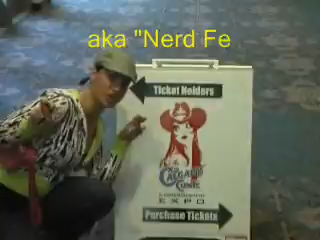 aka "Nerd Fe
Ticket Holders
CALGARY
COMIC
EXPO
Purchase Tickets